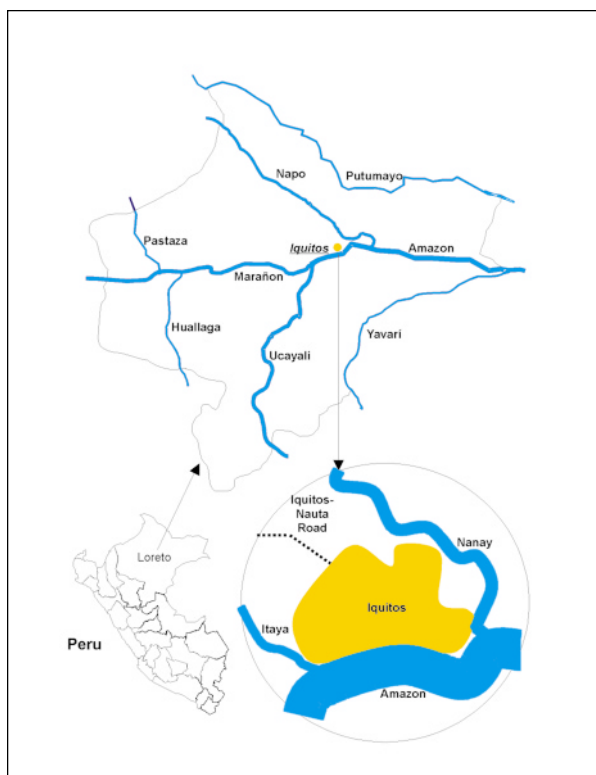 Napo
Putumayo
Pastaza
Iquitos
Amazon
Marañon
Huallaga
Ucayali
Yavari
Iquitos-
Nauta
Road
Nanay
Loreto
Iquitos
Itaya
Peru
Amazon